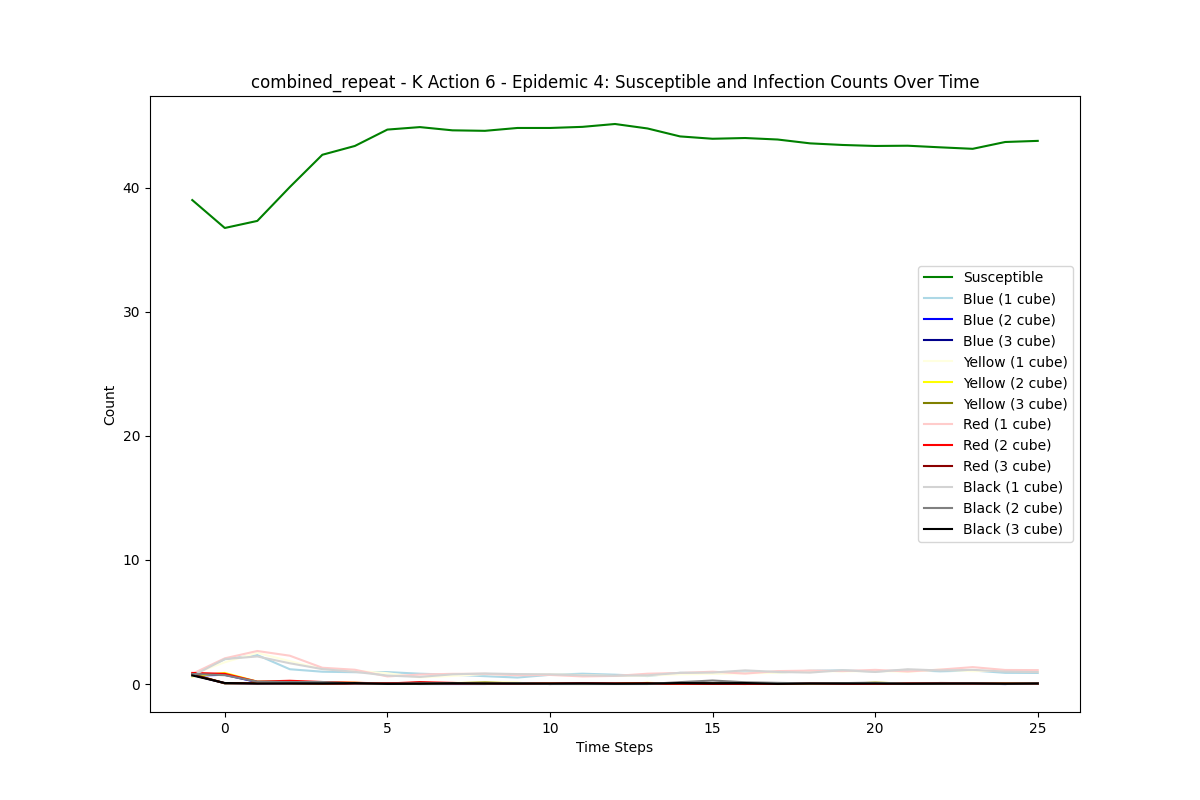 combined_repeat - K Action 6 - Epidemic 4: Susceptible and Infection Counts Over Time
Count
40
30
20
10
0
Susceptible
Blue (1 cube)
Blue (2 cube)
Blue (3 cube)
Yellow (1 cube)
Yellow (2 cube)
Yellow (3 cube)
Red (1 cube)
Red (2 cube)
Red (3 cube)
Black (1 cube)
Black (2 cube)
Black (3 cube)
0 5 10 15 20 25
Time Steps